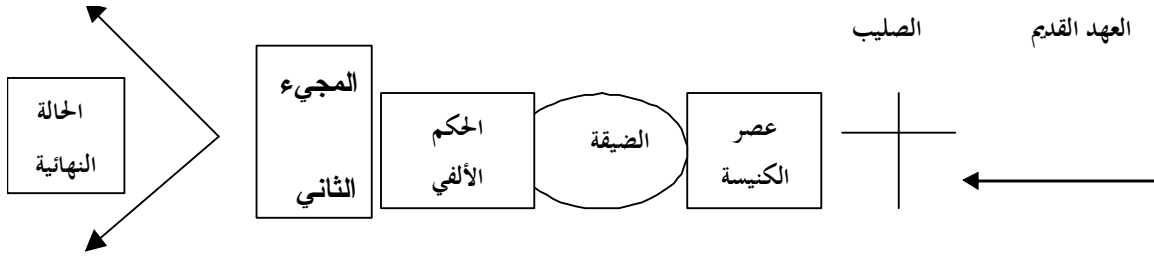 العهد القديم
الصليب
عصر
الكنيسة
الضيقة
الحكم
الألفي
المجيء
الثاني
الحالة
النهائية